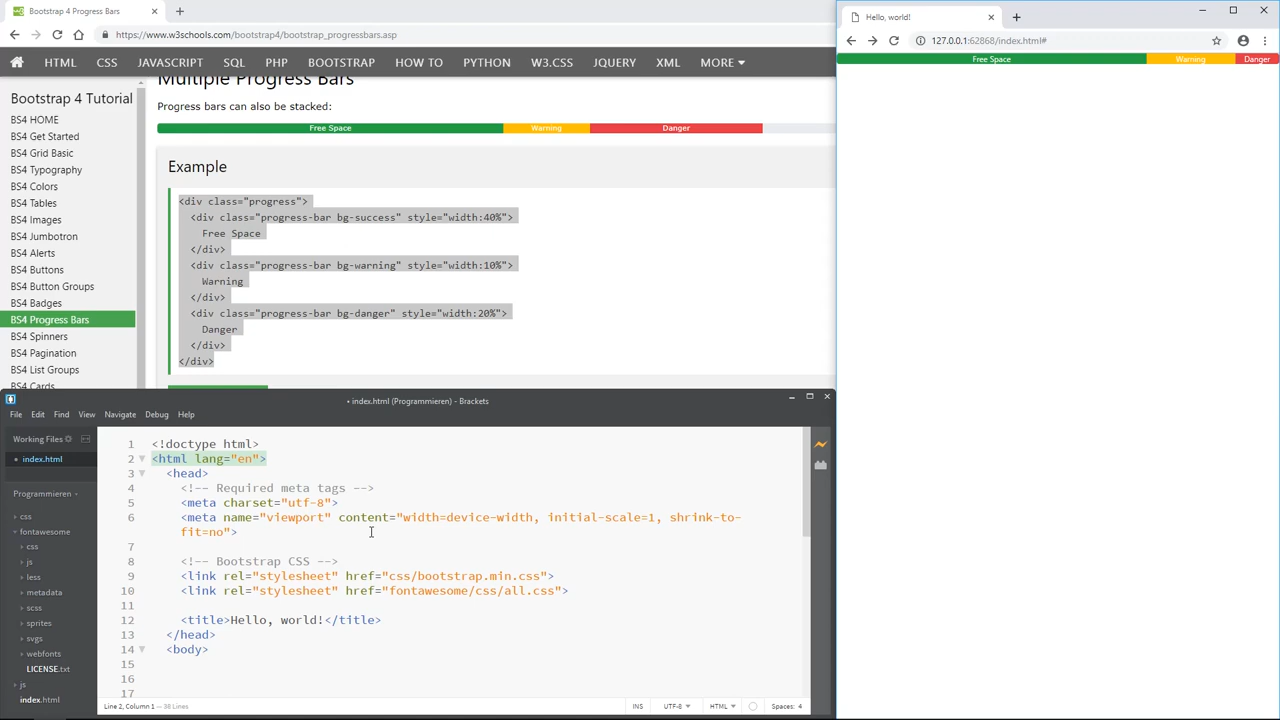 Bootstrap 4 Progress Bars
https://www.w3schools.com/bootstrap4/bootstrap_progressbars.asp
HTML CSS JAVASCRIPT SQL PHP BOOTSTRAP HOW TO PYTHON W3.CSS JQUERY XML MORE
Bootstrap 4 Tutorial
BS4 HOME
BS4 Get Started
BS4 Grid Basic
BS4 Typography
BS4 Colors
BS4 Tables
BS4 Images
BS4 Jumbotron
BS4 Alerts
BS4 Buttons
BS4 Button Groups
BS4 Badges
BS4 Progress Bars
BS4 Spinners
BS4 Pagination
BS4 List Groups
BS4 Cards
Multiple Progress Bars
Progress bars can also be stacked:
Free Space Warning Danger
Example
<div class="progress">
<div class="progress-bar bg-success" style="width:40%">
Free Space
</div>
<div class="progress-bar bg-warning" style="width:10%">
Warning
</div>
<div class="progress-bar bg-danger" style="width:20%">
Danger
</div>
</div>
Hello, world!
127.0.0.1:62868/index.html#
Free Space Warning Danger
• index.html (Programmieren) - Brackets
File Edit Find View Navigate Debug Help
Working Files
• index.html
Programmieren
css
fontawesome
css
js
less
metadata
scss
sprites
svgs
webfonts
LICENSE.txt
js
index.html
1 <!doctype html>
2 <html lang="en">
3 <head>
4 <!-- Required meta tags -->
5 <meta charset="utf-8">
6 <meta name="viewport" content="width=device-width, initial-scale=1, shrink-to-
fit=no">
7
8 <!-- Bootstrap CSS -->
9 <link rel="stylesheet" href="css/bootstrap.min.css">
10 <link rel="stylesheet" href="fontawesome/css/all.css">
11
12 <title>Hello, world!</title>
13 </head>
14 <body>
15
16
17
Line 2, Column 1 — 38 Lines
INS UTF-8 HTML Spaces: 4